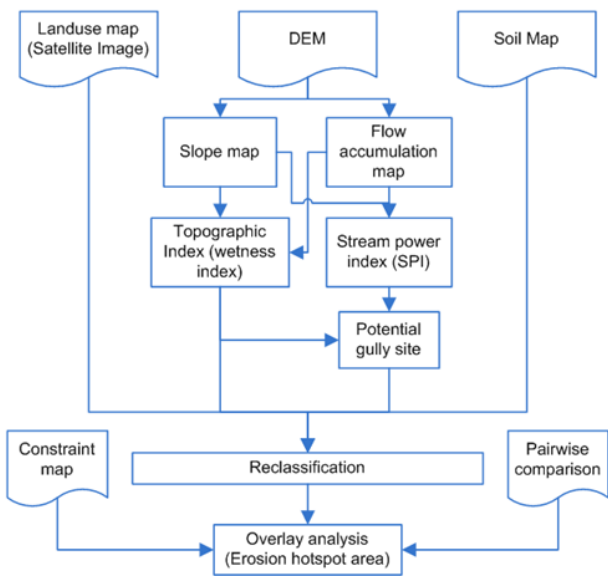 Landuse map
(Satellite Image)
DEM
Soil Map
Slope map
Flow
accumulation
map
Topographic
Index (wetness
index)
Stream power
index (SPI)
Potential
gully site
Constraint
map
Reclassification
Pairwise
comparison
Overlay analysis
(Erosion hotspot area)